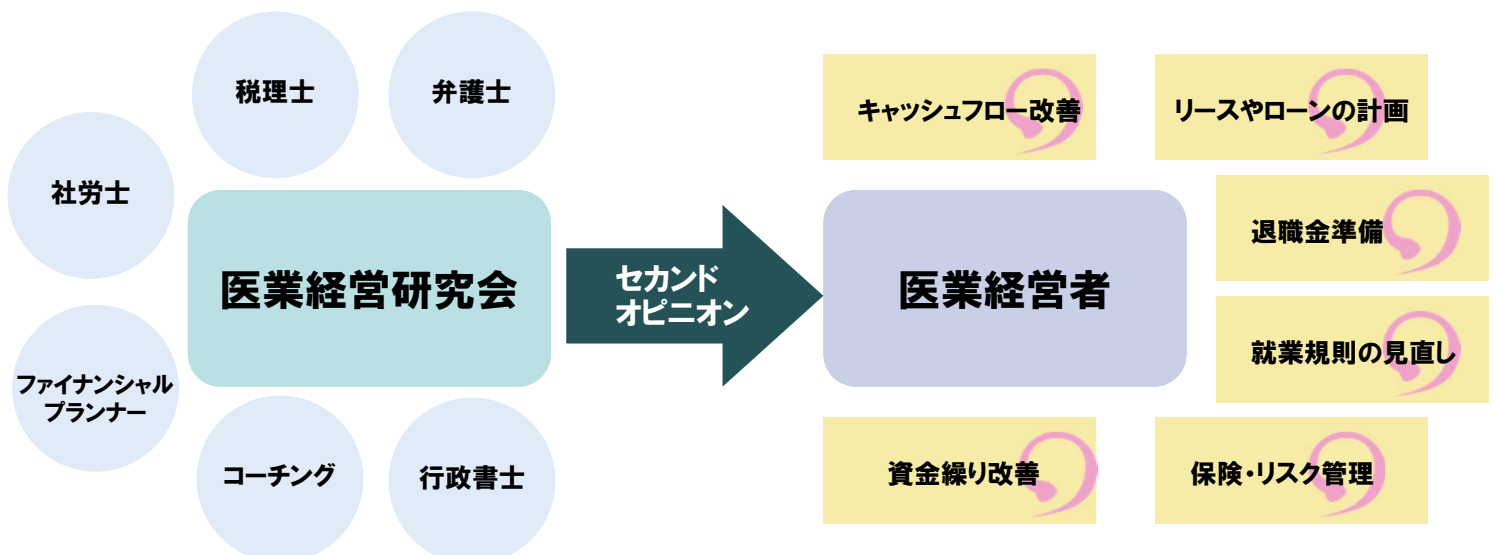 税理士
弁護士
社労士
医業経営研究会
ファイナンシャル
プランナー
コーチング
行政書士
セカンド
オピニオン
医業経営者
キャッシュフロー改善
リースやローンの計画
退職金準備
就業規則の見直し
資金繰り改善
保険・リスク管理